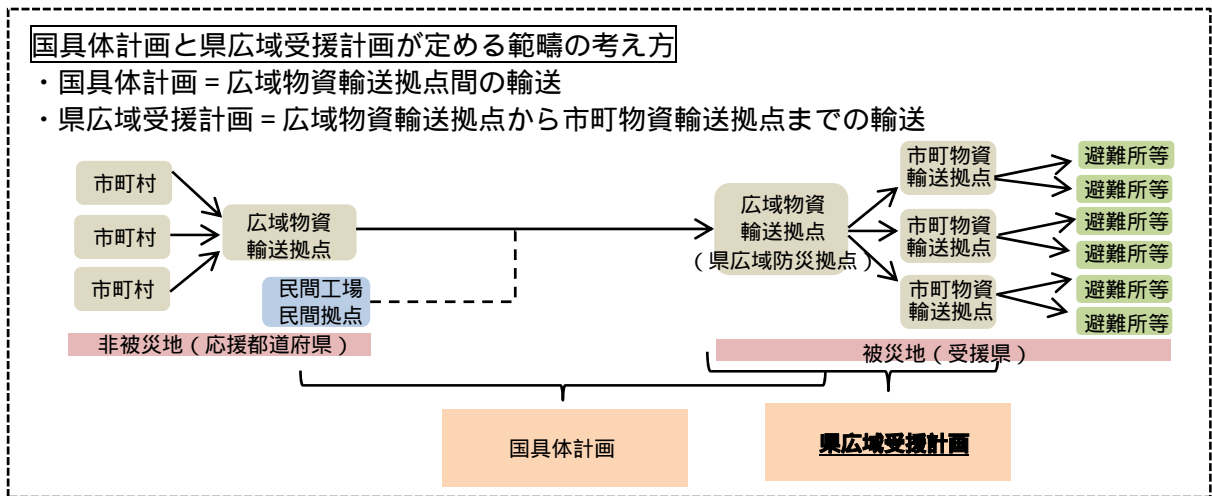 国具体計画と県広域受援計画が定める範疇の考え方
・国具体計画 = 広域物資輸送拠点間の輸送
・県広域受援計画 = 広域物資輸送拠点から市町物資輸送拠点までの輸送
市町村
市町村
市町村
広域物資
輸送拠点
民間工場
民間拠点
非被災地（応援都道府県）
広域物資
輸送拠点
（県広域防災拠点）
市町物資
輸送拠点
市町物資
輸送拠点
市町物資
輸送拠点
避難所等
避難所等
避難所等
避難所等
避難所等
避難所等
被災地（受援県）
国具体計画
県広域受援計画